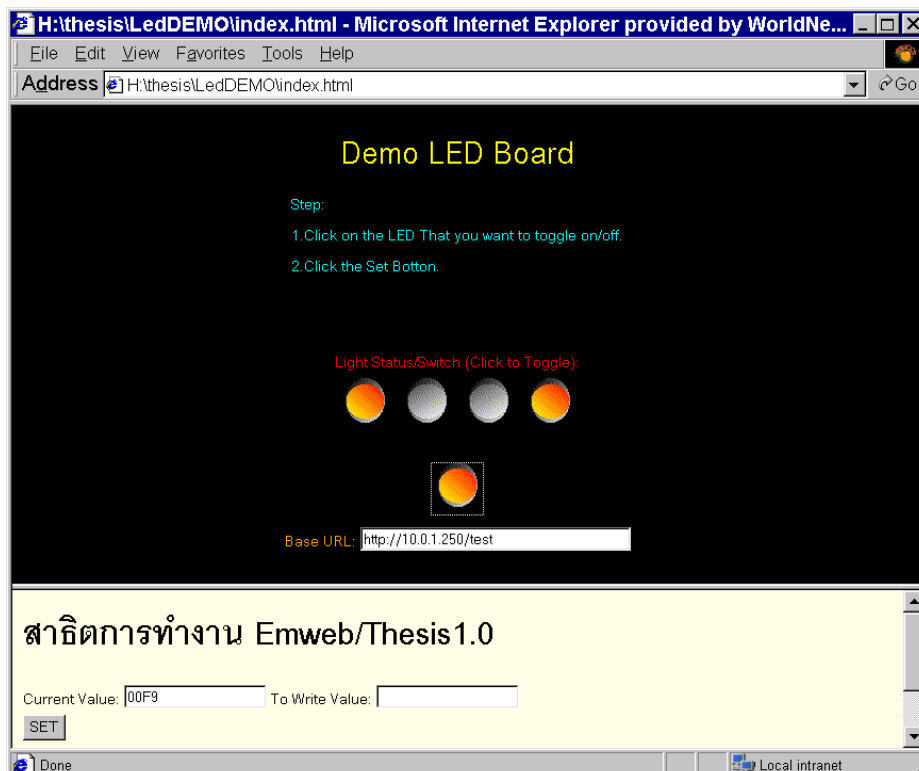 H:\thesis\LedDEMO\index.html - Microsoft Internet Explorer provided by WorldNe...
File Edit View Favorites Tools Help
Address H:\thesis\LedDEMO\index.html Go
Demo LED Board
Step:
1.Click on the LED That you want to toggle on/off.
2.Click the Set Botton.
Light Status/Switch (Click to Toggle):
Base URL: http://10.0.1.250/test
สาธิตการทำงาน Emweb/Thesis1.0
Current Value: 00F9 To Write Value:
SET
Done Local intranet